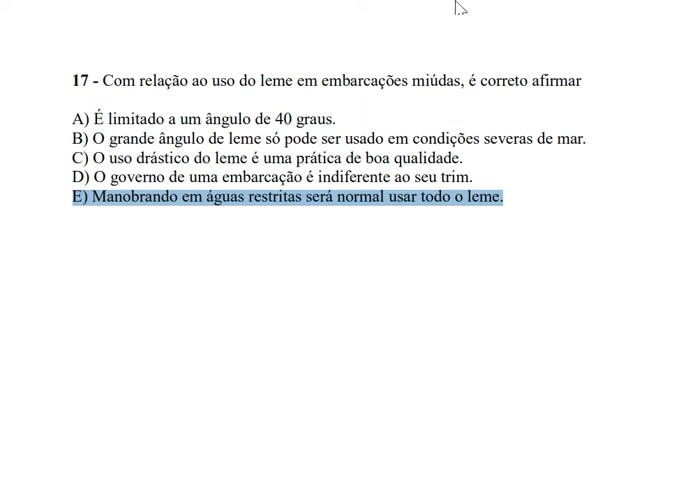 17 - Com relação ao uso do leme em embarcações miúdas, é correto afirmar
A) É limitado a um ângulo de 40 graus.
B) O grande ângulo de leme só pode ser usado em condições severas de mar.
C) O uso drástico do leme é uma prática de boa qualidade.
D) O governo de uma embarcação é indiferente ao seu trim.
E) Manobrando em águas restritas será normal usar todo o leme.